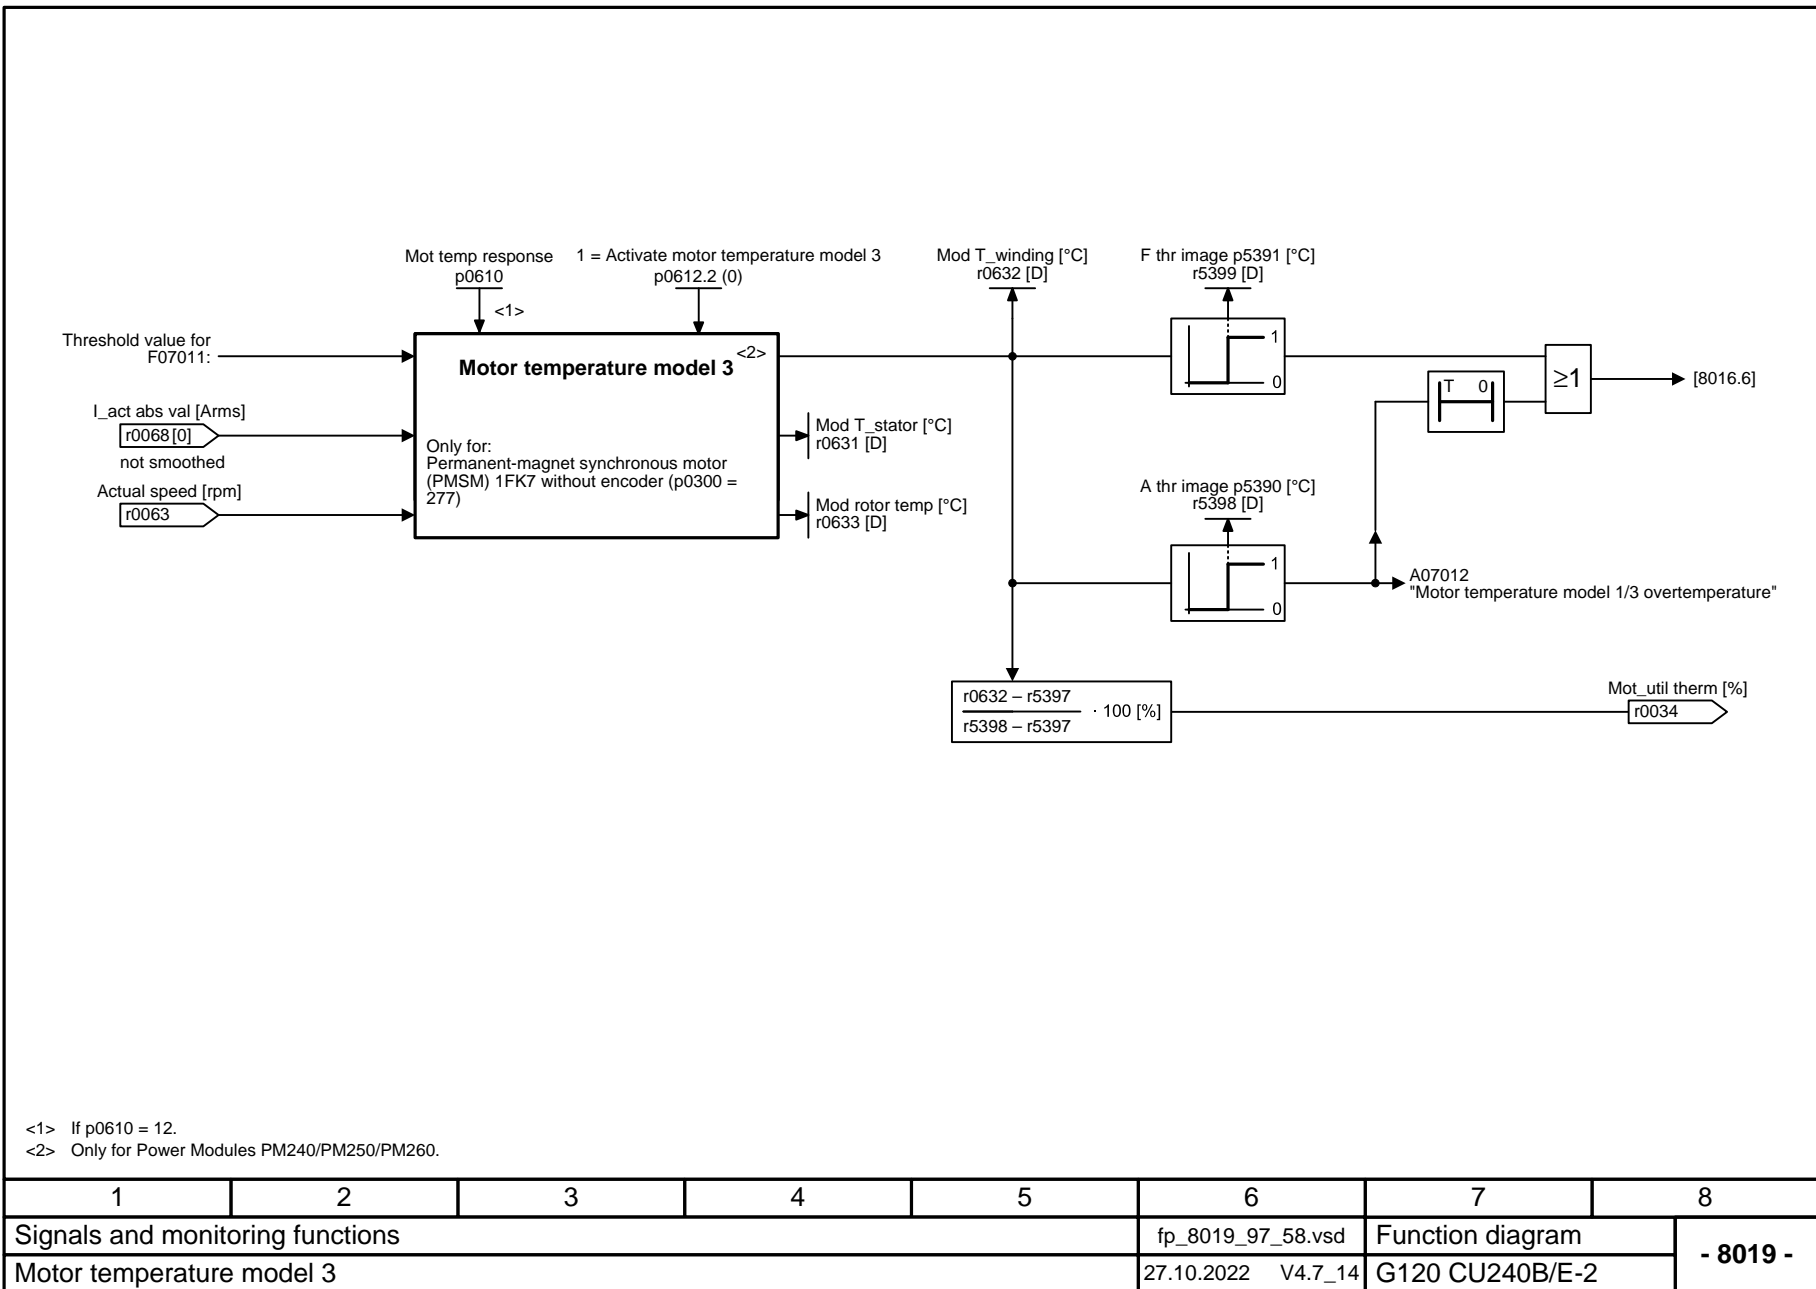 Mot temp response
p0610
<1>
1 = Activate motor temperature model 3
p0612.2 (0)
Mod T_winding [°C]
r0632 [D]
F thr image p5391 [°C]
r5399 [D]
1
0
Threshold value for
F07011:
Motor temperature model 3
<2>
I_act abs val [Arms]
r0068[0]
not smoothed
Actual speed [rpm]
r0063
Only for:
Permanent-magnet synchronous motor
(PMSM) 1FK7 without encoder (p0300 =
277)
Mod T_stator [°C]
r0631 [D]
Mod rotor temp [°C]
r0633 [D]
T 0
≥1
[8016.6]
A thr image p5390 [°C]
r5398 [D]
1
0
A07012
"Motor temperature model 1/3 overtemperature"
r0632 – r5397
r5398 – r5397
· 100 [%]
Mot_util therm [%]
r0034
<1> If p0610 = 12.
<2> Only for Power Modules PM240/PM250/PM260.
1 2 3 4 5 6 7 8
Signals and monitoring functions
fp_8019_97_58.vsd
Function diagram
- 8019 -
Motor temperature model 3
27.10.2022 V4.7_14
G120 CU240B/E-2